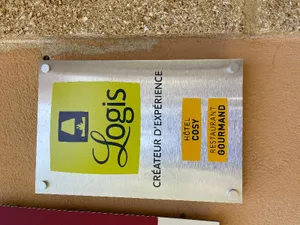 Logis
CRÉATEUR D'EXPÉRIENCE
HÔTEL
COSY
RESTAURANT
GOURMAND